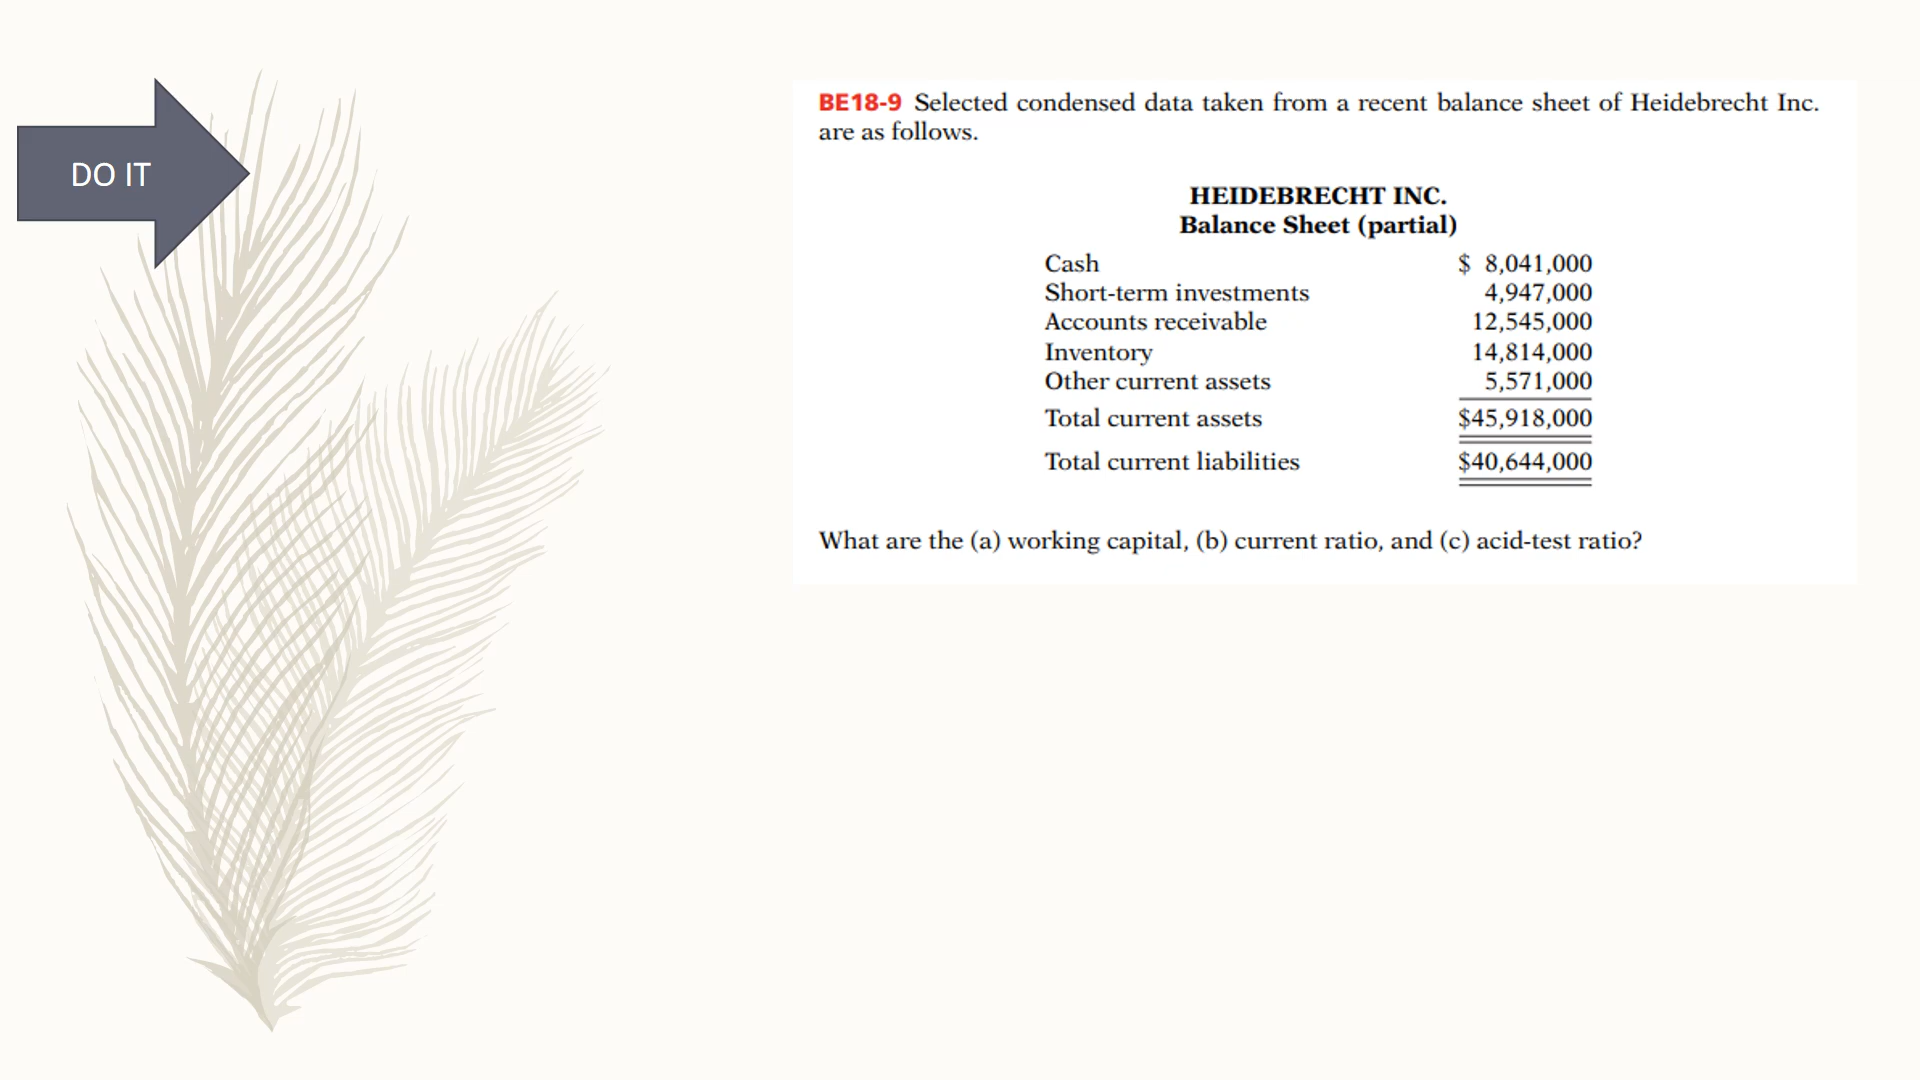 DO IT
BE18-9 Selected condensed data taken from a recent balance sheet of Heidebrecht Inc.
are as follows.
HEIDEBRECHT INC.
Balance Sheet (partial)
Cash $ 8,041,000
Short-term investments 4,947,000
Accounts receivable 12,545,000
Inventory 14,814,000
Other current assets 5,571,000
Total current assets $45,918,000
Total current liabilities $40,644,000
What are the (a) working capital, (b) current ratio, and (c) acid-test ratio?